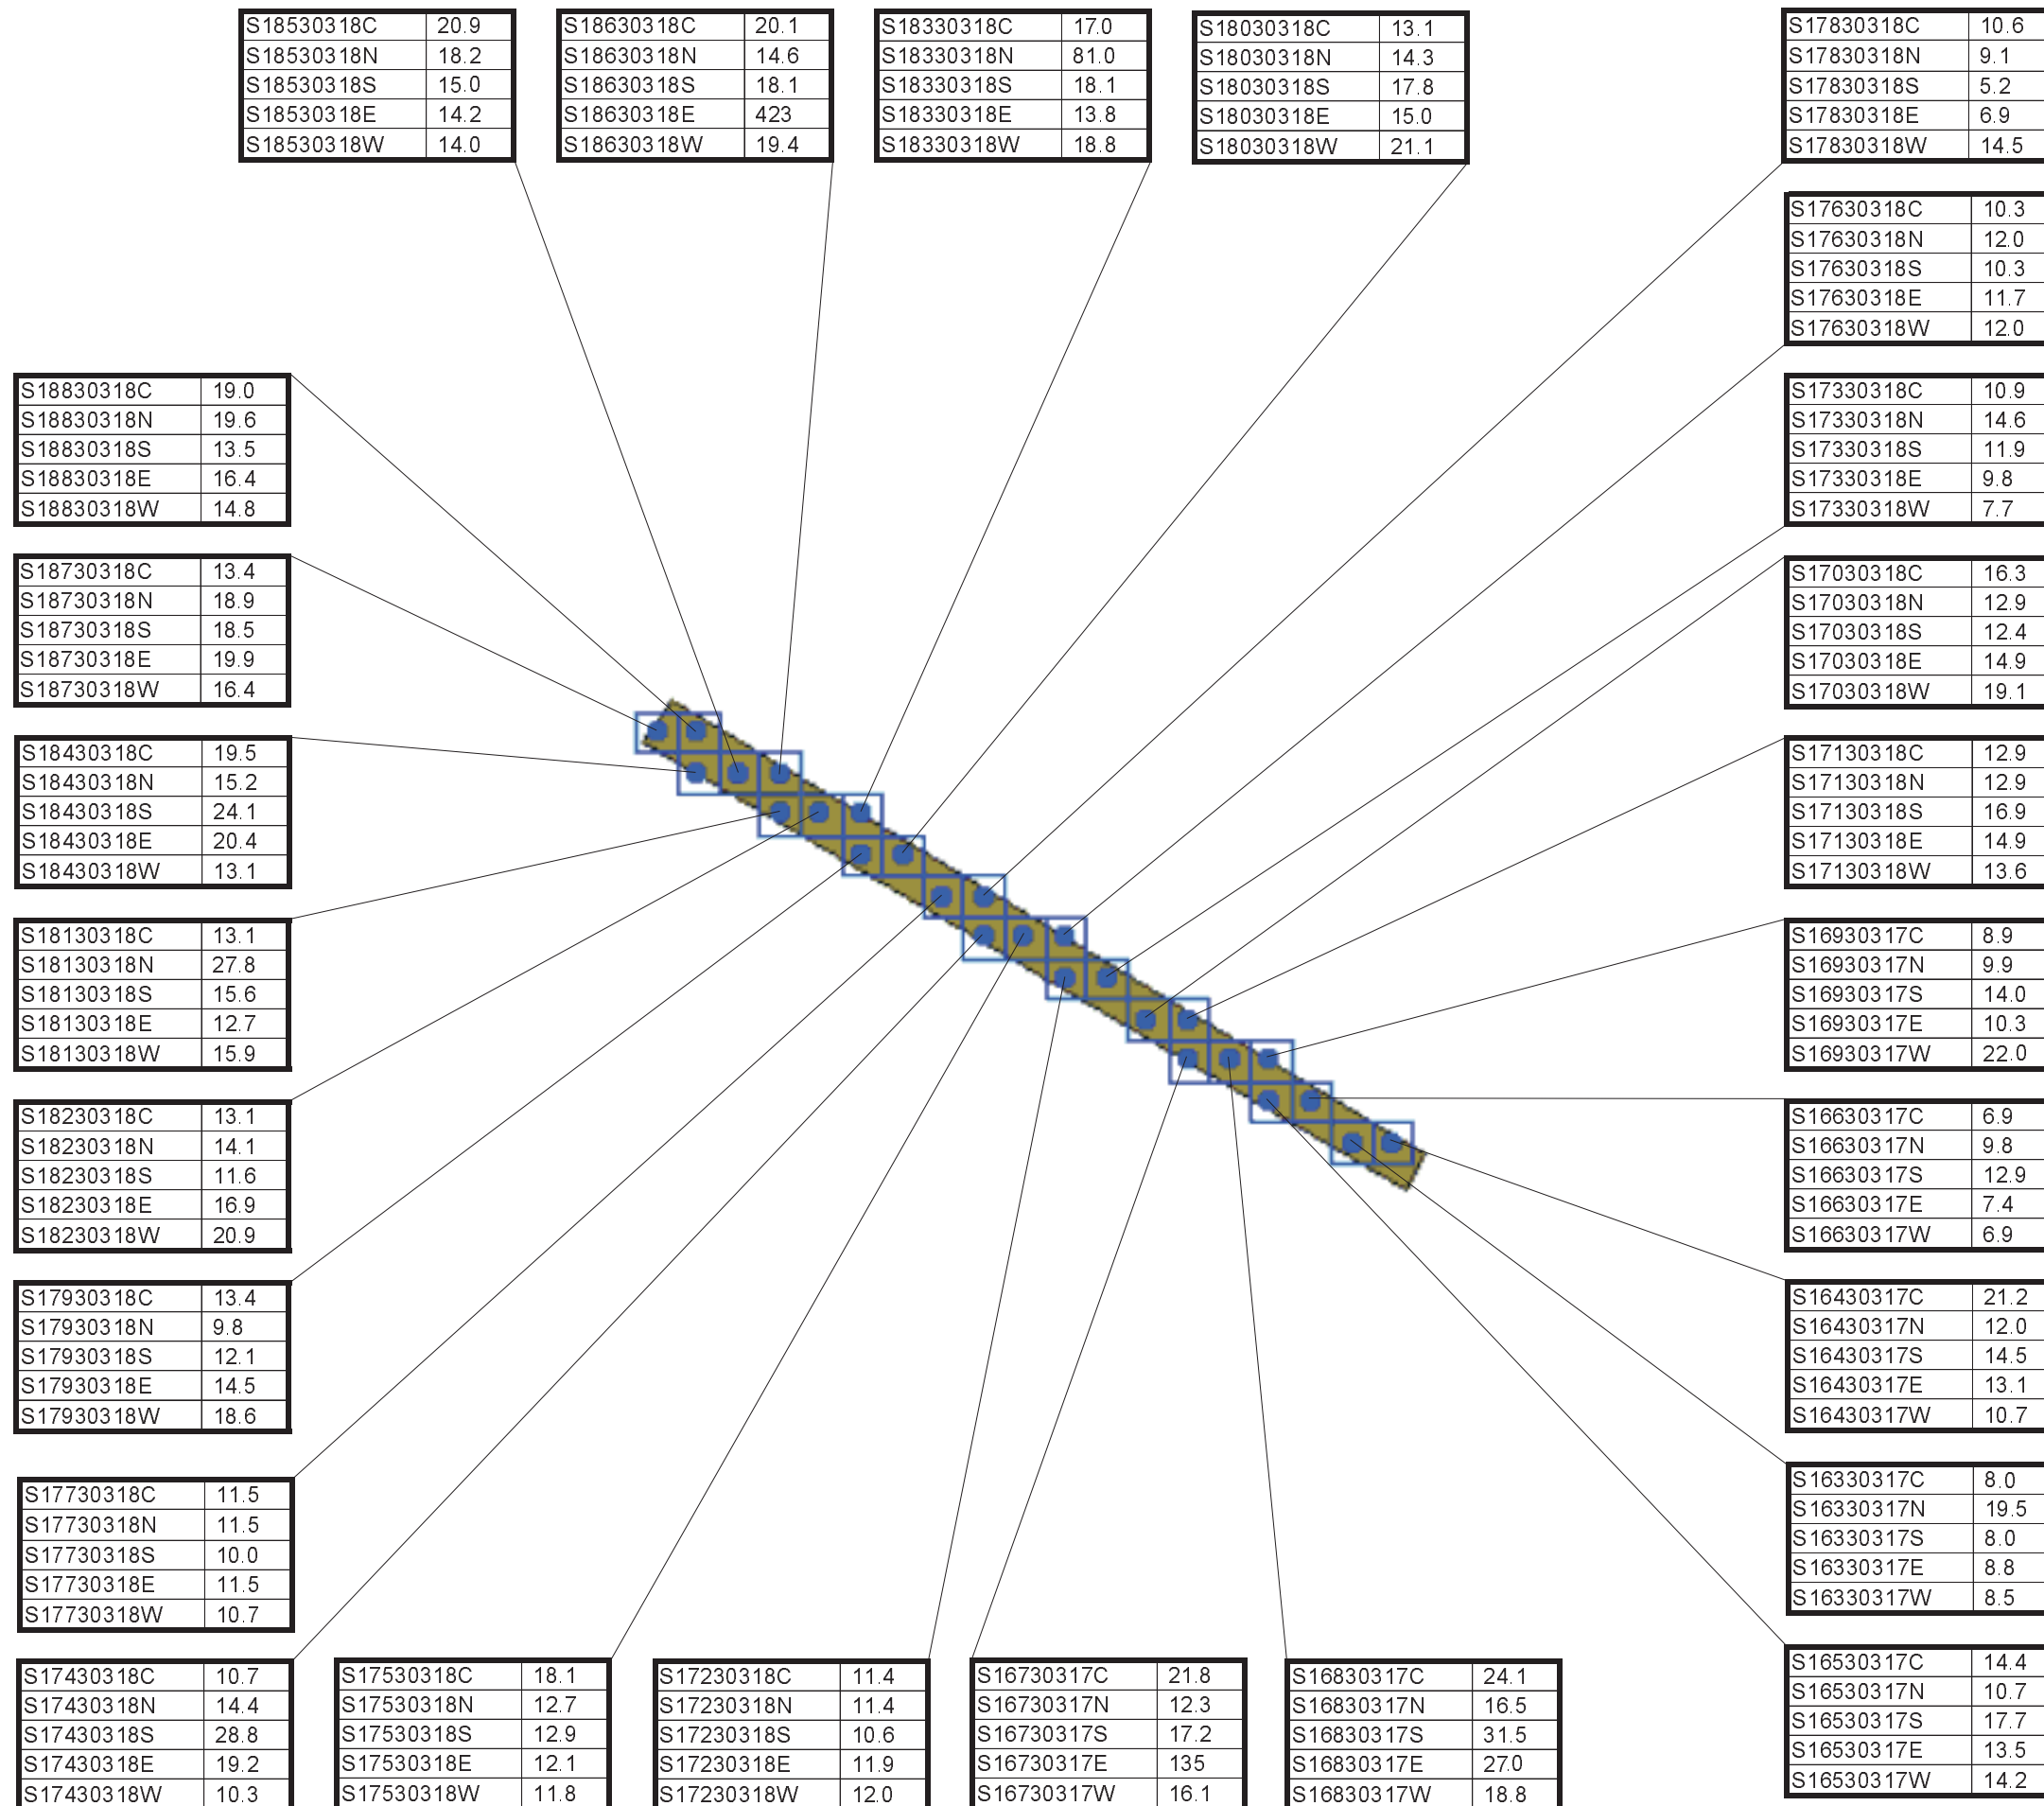 S18530318C 20.9
S18530318N 18.2
S18530318S 15.0
S18530318E 14.2
S18530318W 14.0
S18630318C 20.1
S18630318N 14.6
S18630318S 18.1
S18630318E 423
S18630318W 19.4
S18330318C 17.0
S18330318N 81.0
S18330318S 18.1
S18330318E 13.8
S18330318W 18.8
S18030318C 13.1
S18030318N 14.3
S18030318S 17.8
S18030318E 15.0
S18030318W 21.1
S17830318C 10.6
S17830318N 9.1
S17830318S 5.2
S17830318E 6.9
S17830318W 14.5
S17630318C 10.3
S17630318N 12.0
S17630318S 10.3
S17630318E 11.7
S17630318W 12.0
S18830318C 19.0
S18830318N 19.6
S18830318S 13.5
S18830318E 16.4
S18830318W 14.8
S17330318C 10.9
S17330318N 14.6
S17330318S 11.9
S17330318E 9.8
S17330318W 7.7
S18730318C 13.4
S18730318N 18.9
S18730318S 18.5
S18730318E 19.9
S18730318W 16.4
S17030318C 16.3
S17030318N 12.9
S17030318S 12.4
S17030318E 14.9
S17030318W 19.1
S18430318C 19.5
S18430318N 15.2
S18430318S 24.1
S18430318E 20.4
S18430318W 13.1
S17130318C 12.9
S17130318N 12.9
S17130318S 16.9
S17130318E 14.9
S17130318W 13.6
S18130318C 13.1
S18130318N 27.8
S18130318S 15.6
S18130318E 12.7
S18130318W 15.9
S16930317C 8.9
S16930317N 9.9
S16930317S 14.0
S16930317E 10.3
S16930317W 22.0
S18230318C 13.1
S18230318N 14.1
S18230318S 11.6
S18230318E 16.9
S18230318W 20.9
S16630317C 6.9
S16630317N 9.8
S16630317S 12.9
S16630317E 7.4
S16630317W 6.9
S17930318C 13.4
S17930318N 9.8
S17930318S 12.1
S17930318E 14.5
S17930318W 18.6
S16430317C 21.2
S16430317N 12.0
S16430317S 14.5
S16430317E 13.1
S16430317W 10.7
S17730318C 11.5
S17730318N 11.5
S17730318S 10.0
S17730318E 11.5
S17730318W 10.7
S16330317C 8.0
S16330317N 19.5
S16330317S 8.0
S16330317E 8.8
S16330317W 8.5
S17430318C 10.7
S17430318N 14.4
S17430318S 28.8
S17430318E 19.2
S17430318W 10.3
S17530318C 18.1
S17530318N 12.7
S17530318S 12.9
S17530318E 12.1
S17530318W 11.8
S17230318C 11.4
S17230318N 11.4
S17230318S 10.6
S17230318E 11.9
S17230318W 12.0
S16730317C 21.8
S16730317N 12.3
S16730317S 17.2
S16730317E 135
S16730317W 16.1
S16830317C 24.1
S16830317N 16.5
S16830317S 31.5
S16830317E 27.0
S16830317W 18.8
S16530317C 14.4
S16530317N 10.7
S16530317S 17.7
S16530317E 13.5
S16530317W 14.2